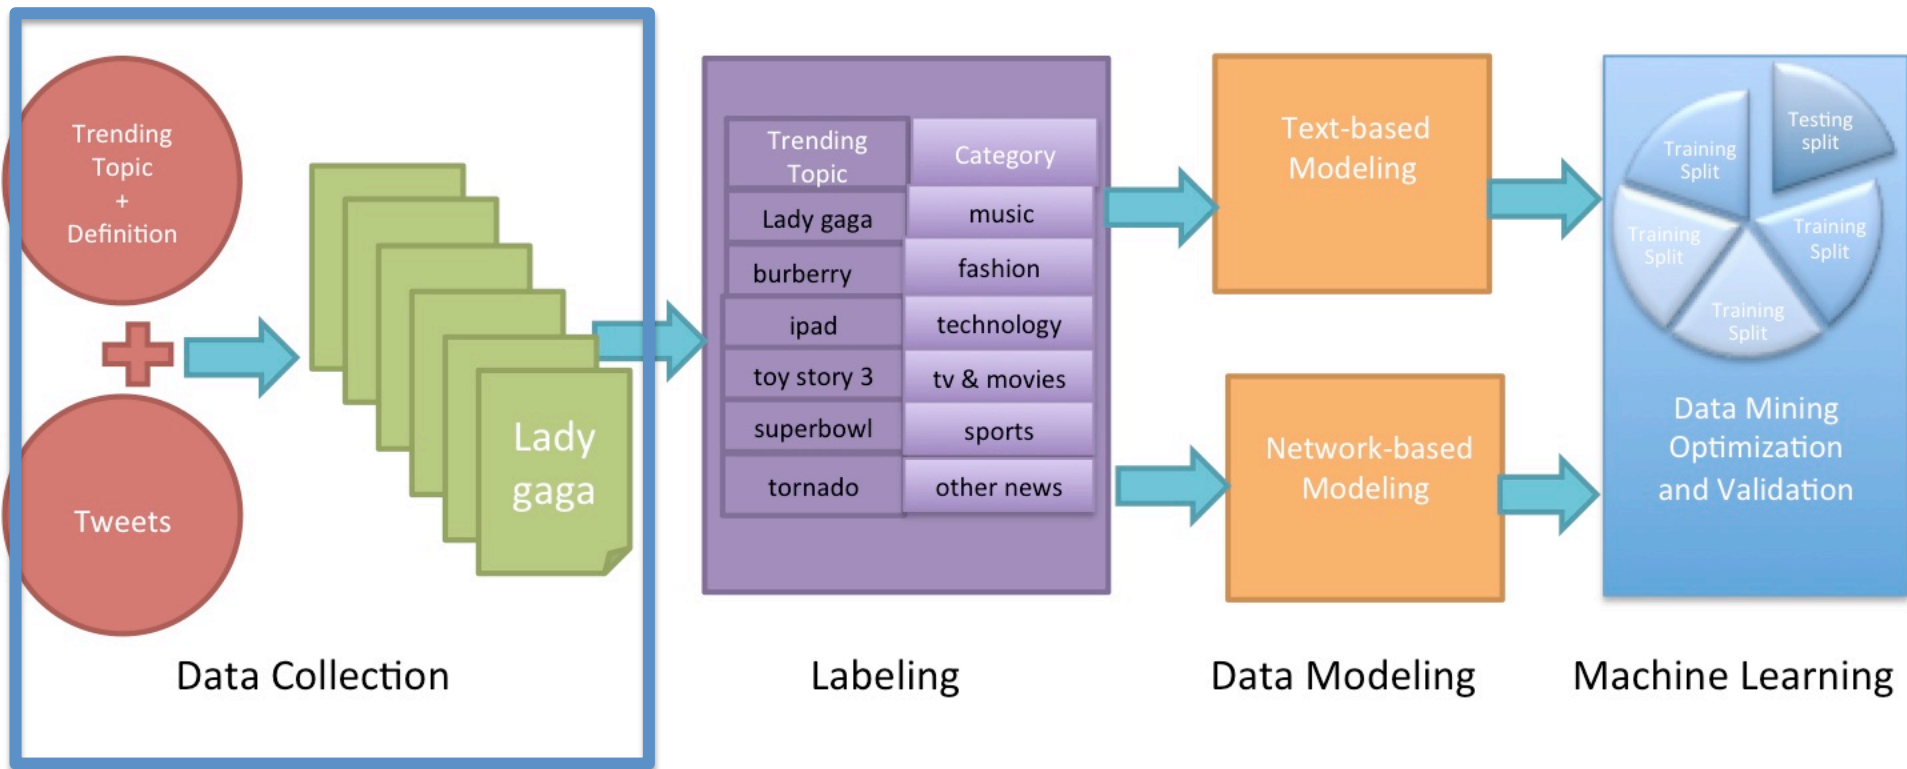 Trending
Topic
+
Definition
Tweets
Lady
gaga
Data Collection
Trending
Topic
Category
Lady gaga
music
burberry
fashion
ipad
technology
toy story 3
tv & movies
superbowl
sports
tornado
other news
Labeling
Text-based
Modeling
Network-based
Modeling
Data Modeling
Testing
split
Training
Split
Training
Split
Training
Split
Training
Split
Data Mining
Optimization
and Validation
Machine Learning